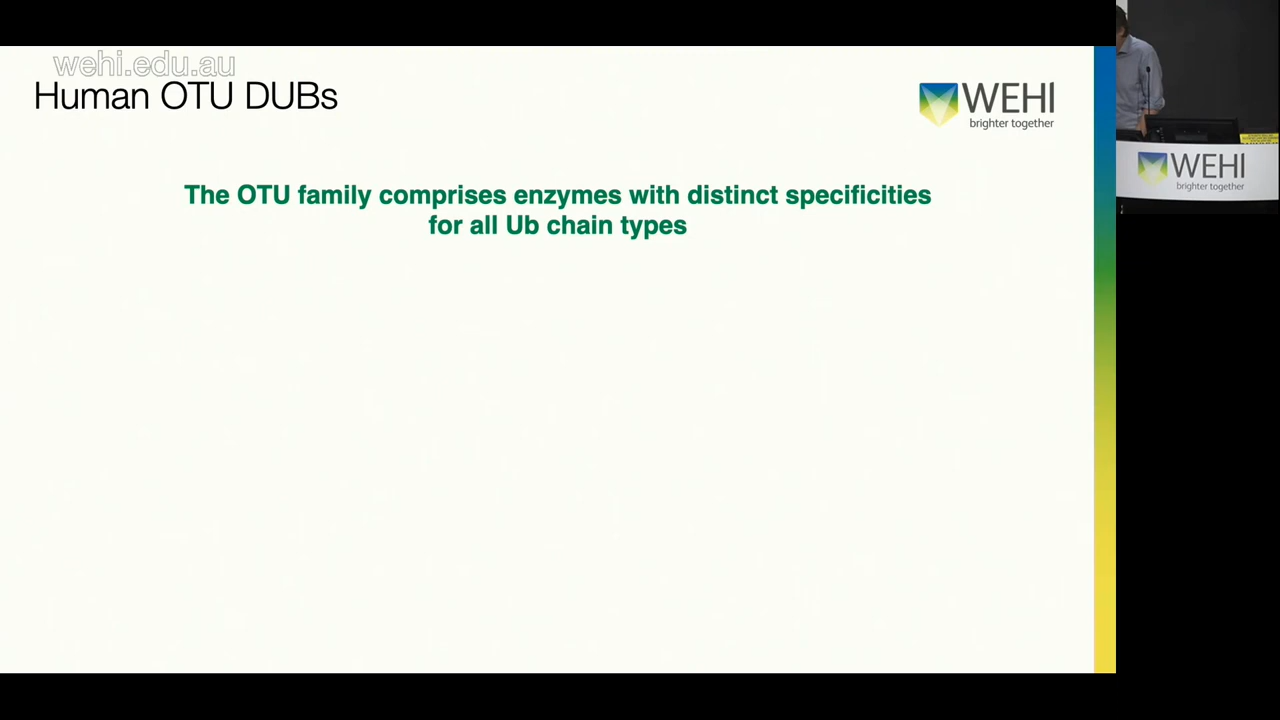 wehi.edu.au
Human OTU DUBs
WEHI
brighter together
The OTU family comprises enzymes with distinct specificities
for all Ub chain types
WEHI
brighter together